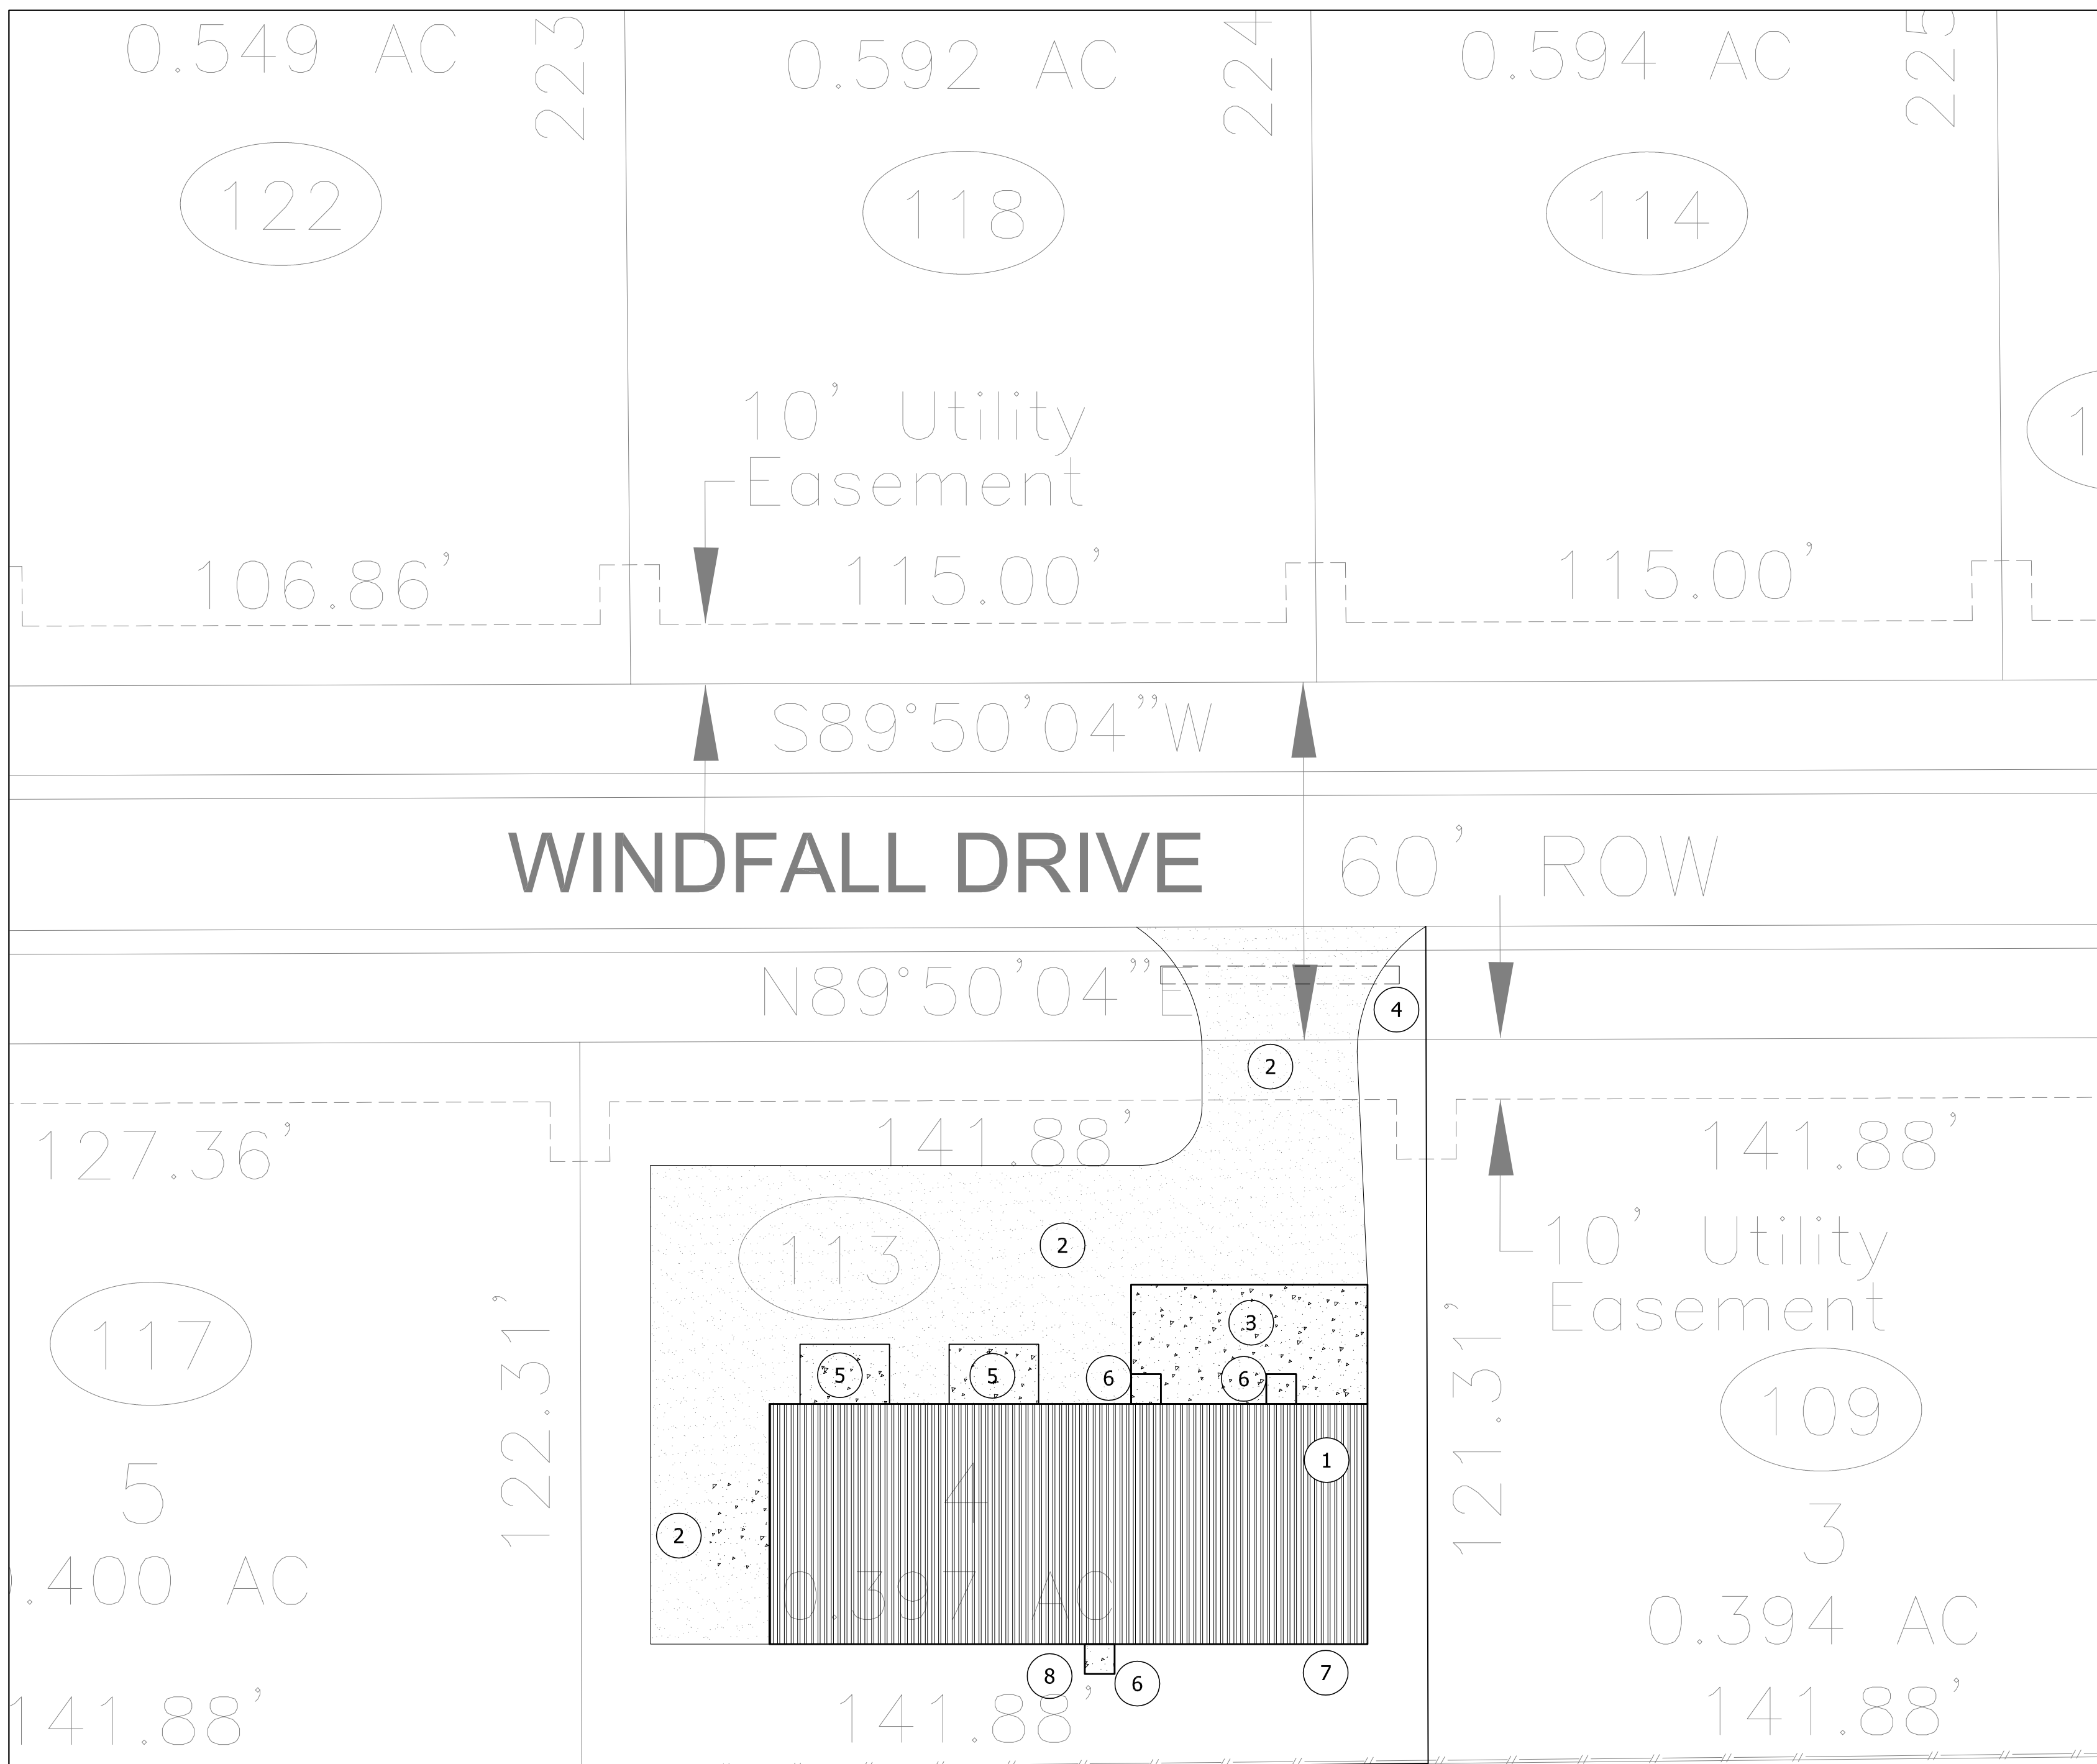 0.549 AC
223
0.592 AC
224
0.594 AC
225
122
118
114
1
10' Utility
Easement
106.86'
115.00'
115.00'
S89°50'04"W
WINDFALL DRIVE
60' ROW
N89°50'04"E
4
2
127.36'
141.88'
141.88'
113
2
10' Utility
Easement
117
122.31'
3
5
5
6
6
121.31'
109
1
5
4
3
2
.400 AC
0.397 AC
0.394 AC
8
6
7
141.88'
141.88'
141.88'